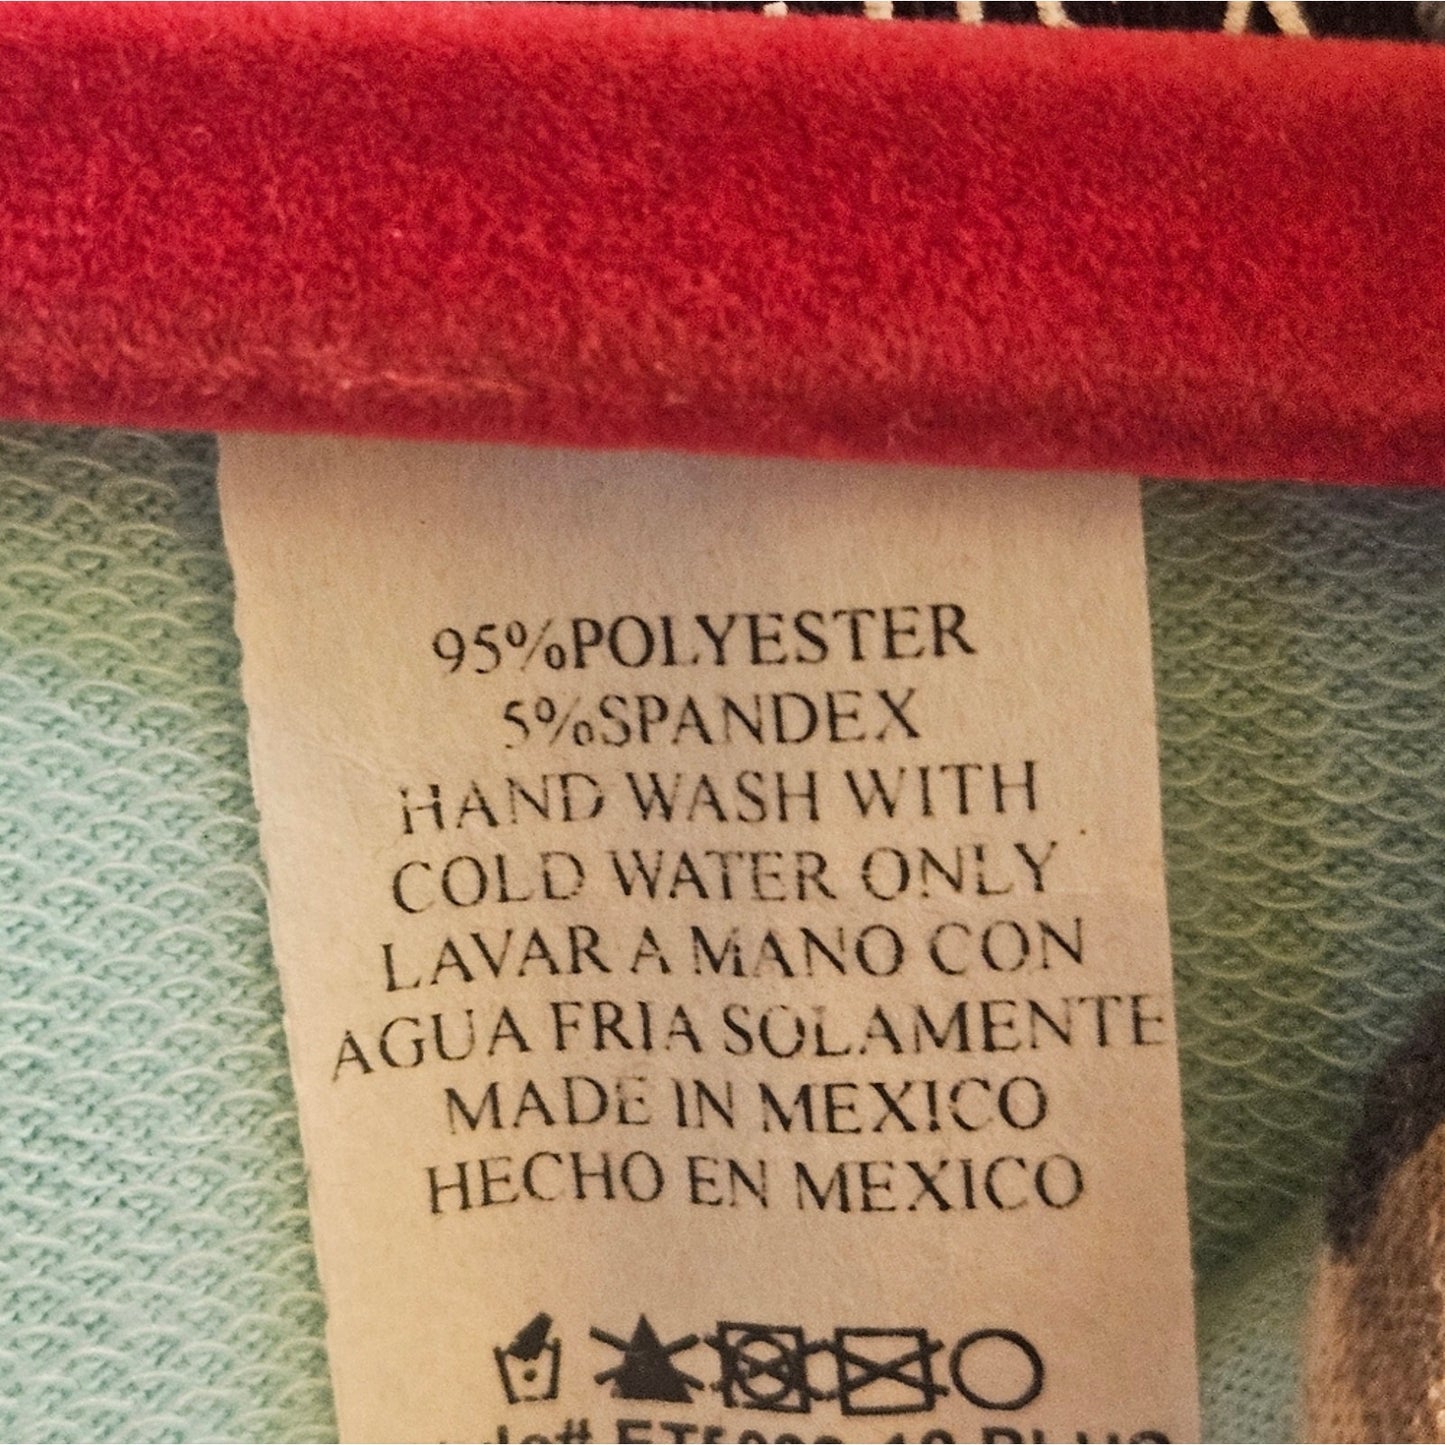 95%POLYESTER
5%SPANDEX
HAND WASH WITH
COLD WATER ONLY
LAVAR A MANO CON
AGUA FRIA SOLAMENTE
MADE IN MEXICO
HECHO EN MEXICO